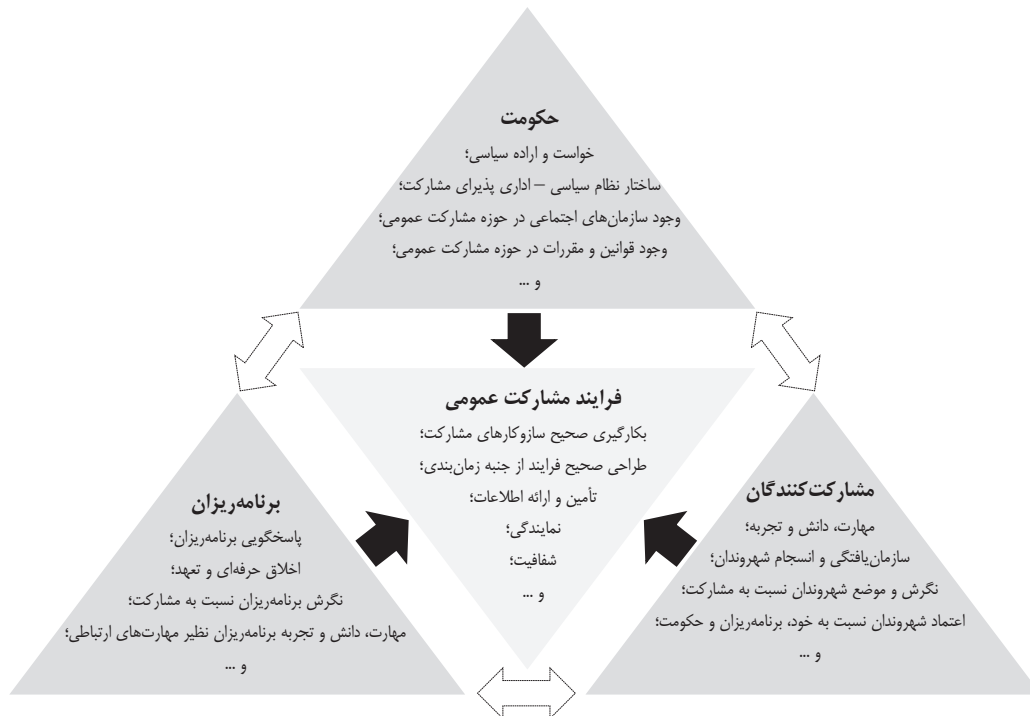 حکومت
خواست و اراده سیاسی؛
ساختار نظام سیاسی – اداری پذیرای مشارکت؛
وجود سازمان‌های اجتماعی در حوزه مشارکت عمومی؛
وجود قوانین و مقررات در حوزه مشارکت عمومی؛
و ...
فرایند مشارکت عمومی
بکارگیری صحیح سازوکارهای مشارکت؛
طراحی صحیح فرایند از جنبه زمان‌بندی؛
تأمین و ارائه اطلاعات؛
نمایندگی؛
شفافیت؛
و ...
مشارکت‌کنندگان
مهارت، دانش و تجربه؛
سازمان‌یافتگی و انسجام شهروندان؛
نگرش و موضع شهروندان نسبت به مشارکت؛
اعتماد شهروندان نسبت به خود، برنامه‌ریزان و حکومت؛
و ...
برنامه‌ریزان
پاسخگویی برنامه‌ریزان؛
اخلاق حرفه‌ای و تعهد؛
نگرش برنامه‌ریزان نسبت به مشارکت؛
مهارت، دانش و تجربه برنامه‌ریزان نظیر مهارت‌های ارتباطی؛
و ...